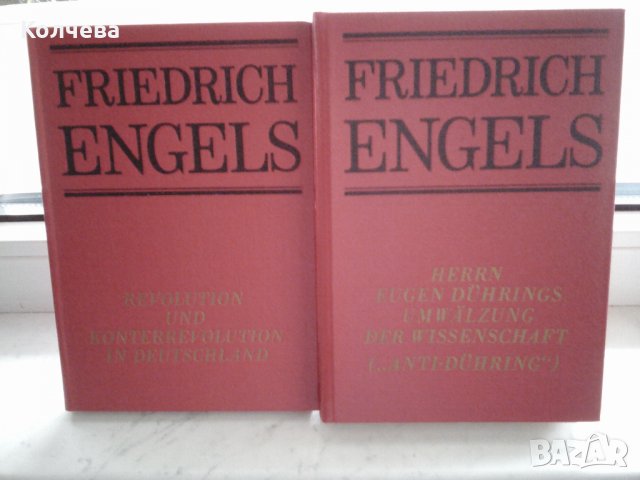 Колчева
FRIEDRICH
ENGELS
REVOLUTION
UND
KONTERREVOLUTION
IN DEUTSCHLAND
FRIEDRICH
ENGELS
HERRN
EUGEN DÜHRINGS
UMWÄLZUNG
DER WISSENSCHAFT
(„ANTI-DÜHRING“)
BAZAR